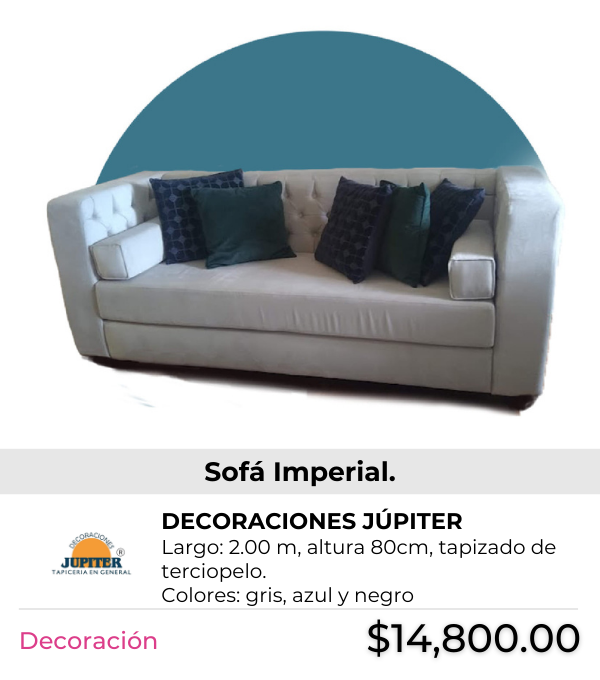 Sofá Imperial.
DECORACIONES JÚPITER
Largo: 2.00 m, altura 80cm, tapizado de
terciopelo.
Colores: gris, azul y negro
DECORACIONES
JUPITER ®
TAPICERIA EN GENERAL
Decoración
$14,800.00